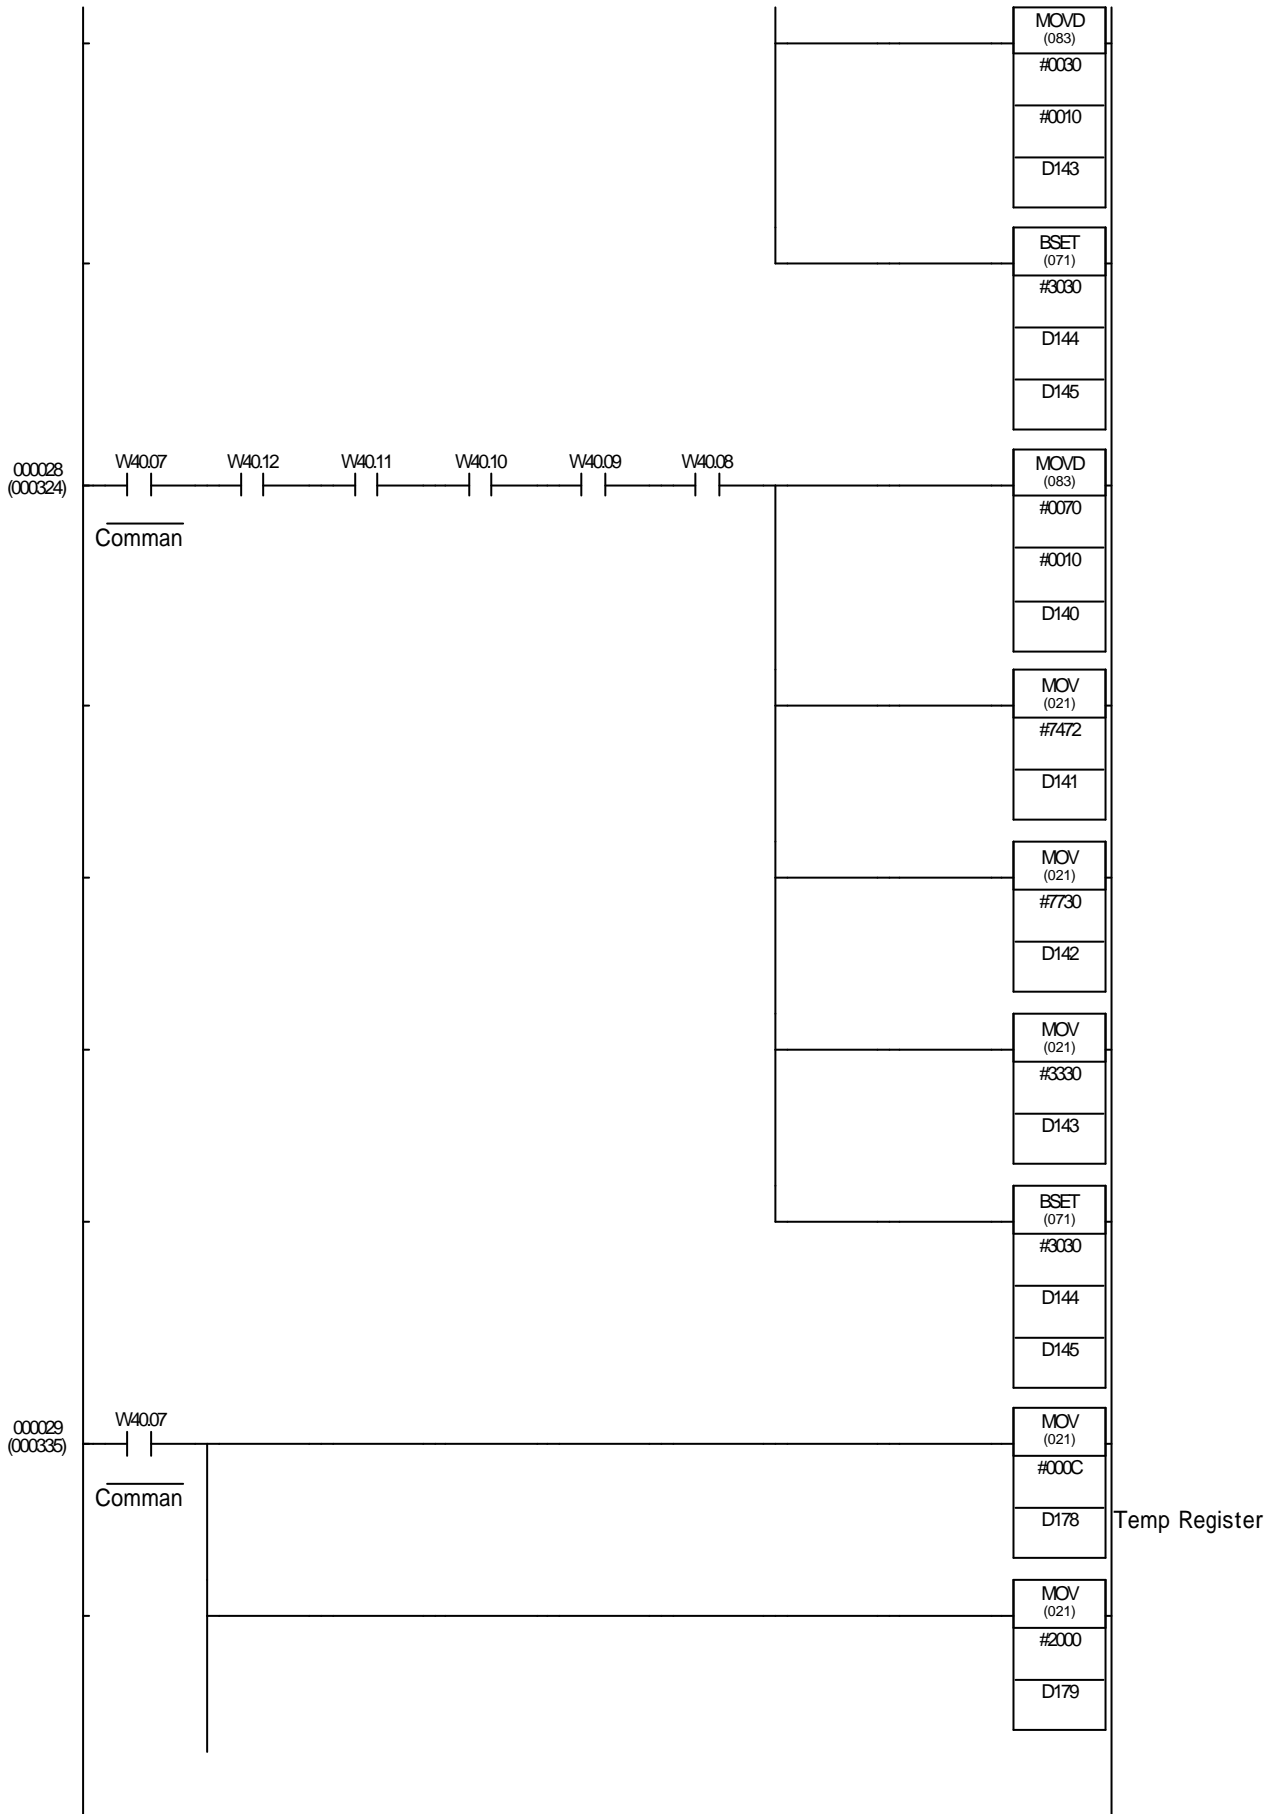 MOVD
(083)
#0030
#0010
D143
BSET
(071)
#3030
D144
D145
000028
(000324)
W40.07 W40.12 W40.11 W40.10 W40.09 W40.08
Comman
MOVD
(083)
#0070
#0010
D140
MOV
(021)
#7472
D141
MOV
(021)
#7730
D142
MOV
(021)
#3330
D143
BSET
(071)
#3030
D144
D145
000029
(000335)
W40.07
Comman
MOV
(021)
#000C
D178 Temp Register
MOV
(021)
#2000
D179